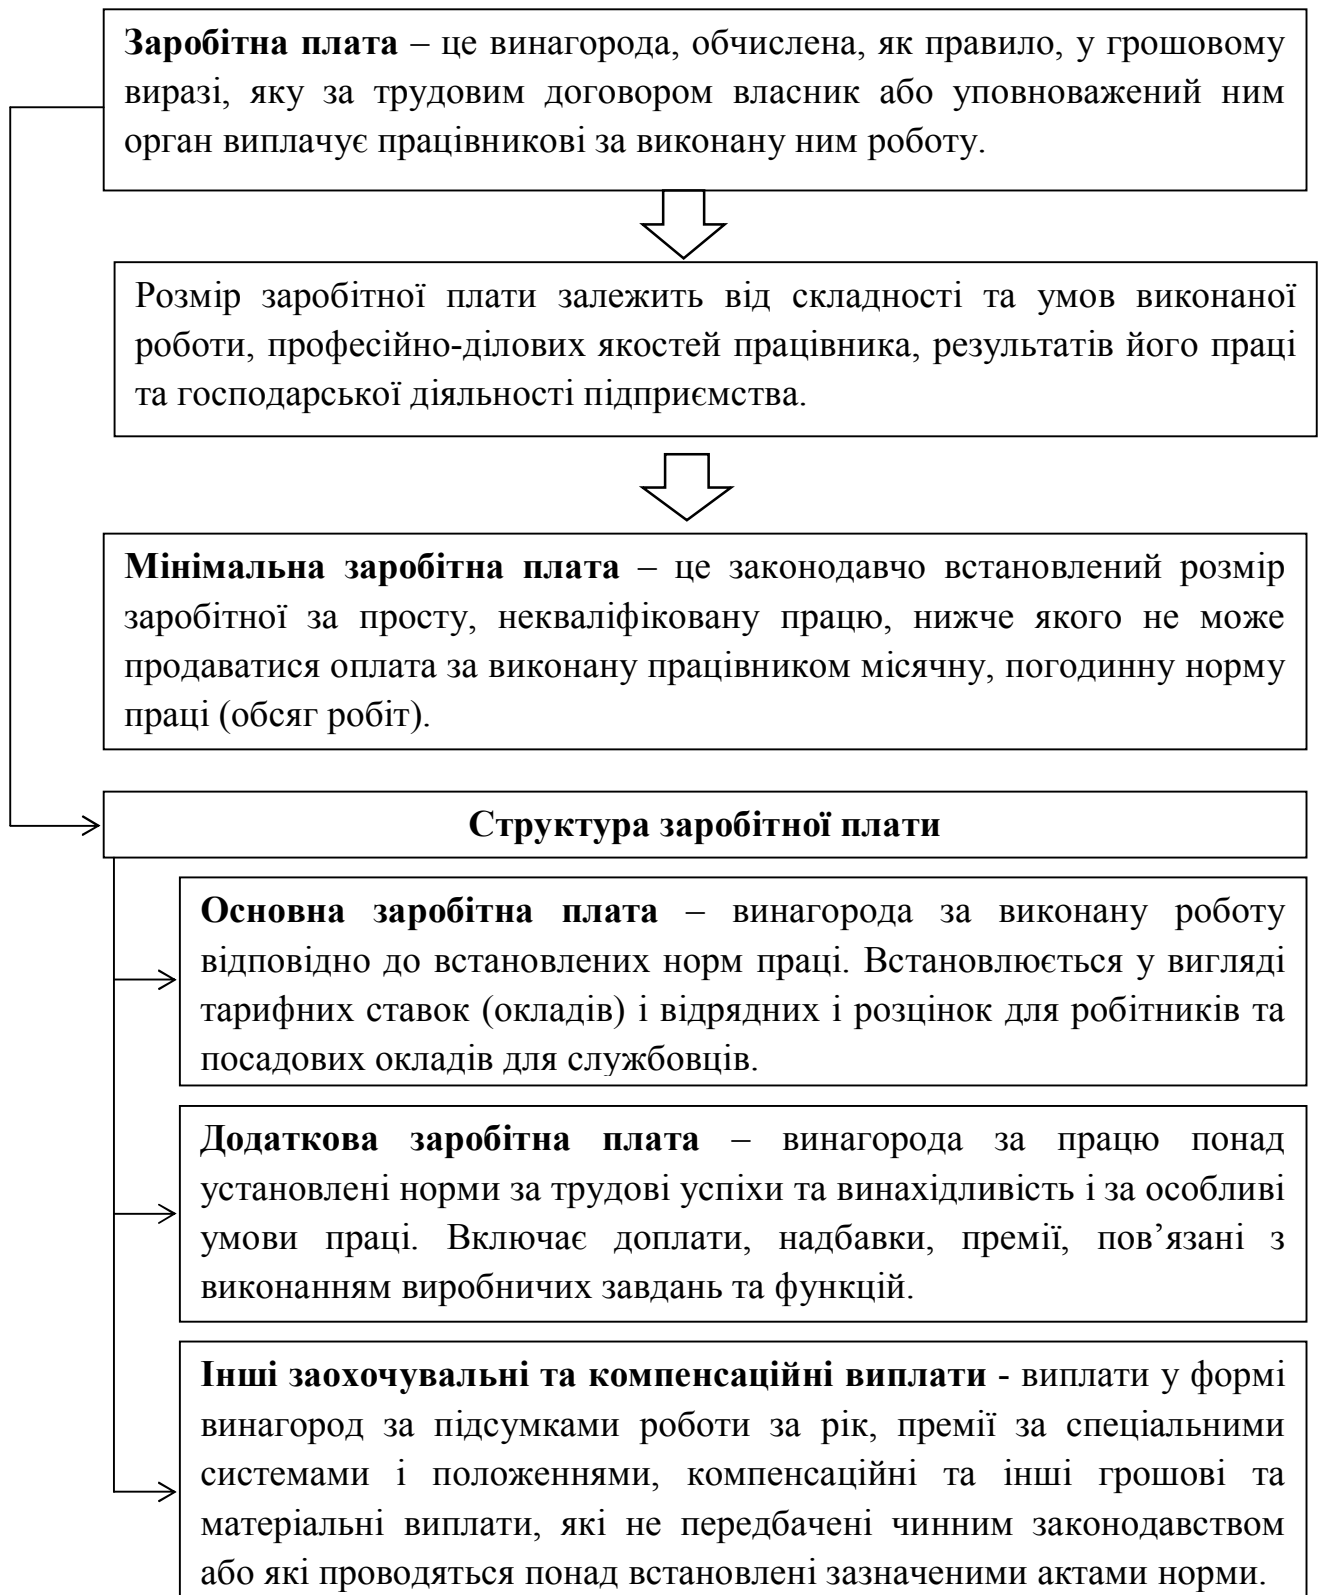 Заробітна плата – це винагорода, обчислена, як правило, у грошовому
виразі, яку за трудовим договором власник або уповноважений ним
орган виплачує працівникові за виконану ним роботу.
Розмір заробітної плати залежить від складності та умов виконаної
роботи, професійно-ділових якостей працівника, результатів його праці
та господарської діяльності підприємства.
Мінімальна заробітна плата – це законодавчо встановлений розмір
заробітної за просту, некваліфіковану працю, нижче якого не може
продаватися оплата за виконану працівником місячну, погодинну норму
праці (обсяг робіт).
Структура заробітної плати
Основна заробітна плата – винагорода за виконану роботу
відповідно до встановлених норм праці. Встановлюється у вигляді
тарифних ставок (окладів) і відрядних і розцінок для робітників та
посадових окладів для службовців.
Додаткова заробітна плата – винагорода за працю понад
установлені норми за трудові успіхи та винахідливість і за особливі
умови праці. Включає доплати, надбавки, премії, пов’язані з
виконанням виробничих завдань та функцій.
Інші заохочувальні та компенсаційні виплати - виплати у формі
винагород за підсумками роботи за рік, премії за спеціальними
системами і положеннями, компенсаційні та інші грошові та
матеріальні виплати, які не передбачені чинним законодавством
або які проводяться понад встановлені зазначеними актами норми.